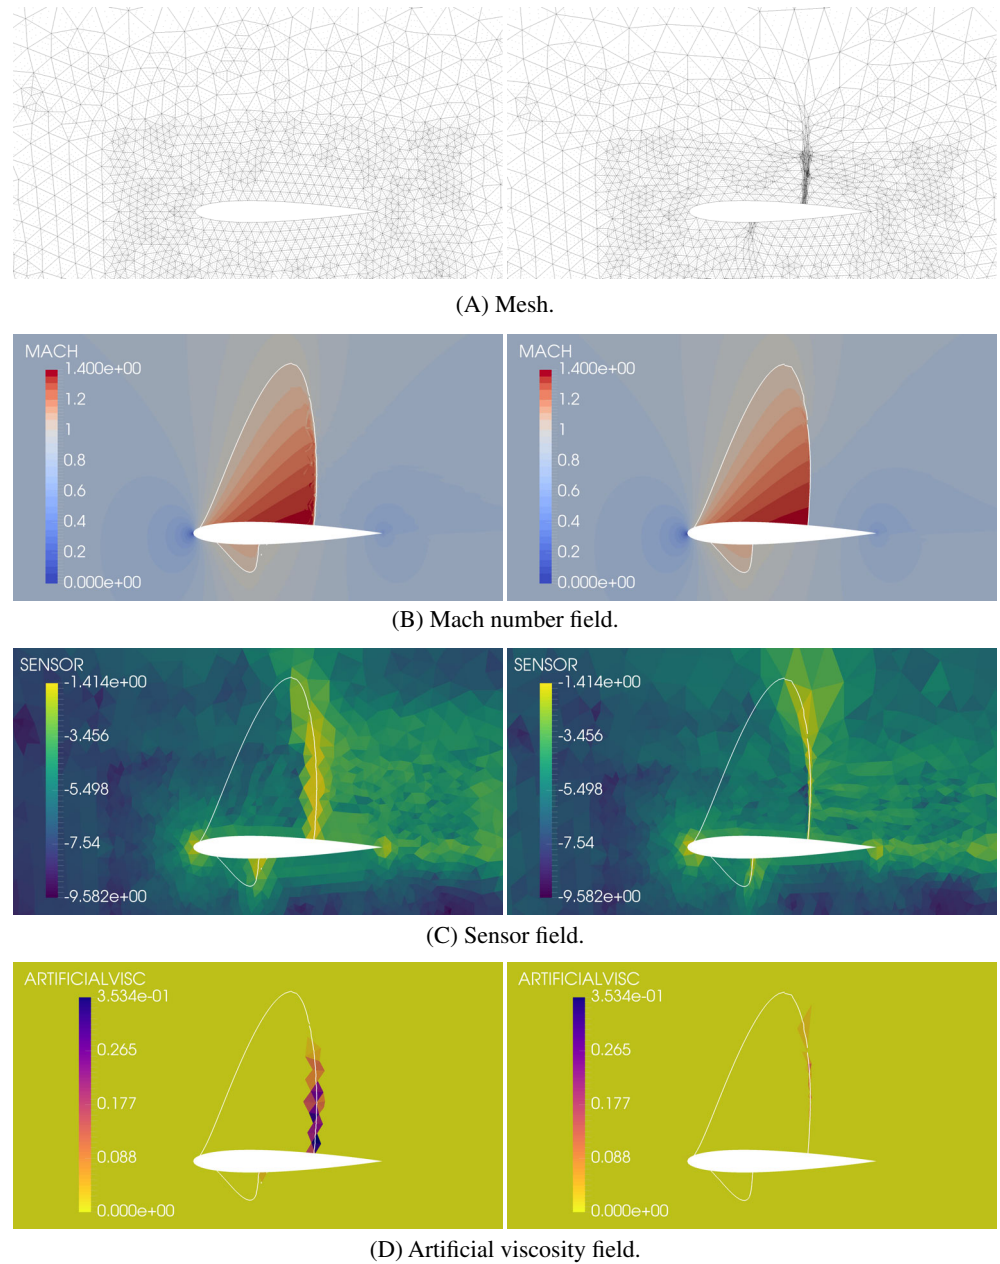 (A) Mesh.
MACH
1.400e+00
1.2
1
0.8
0.6
0.4
0.2
0.000e+00
MACH
1.400e+00
1.2
1
0.8
0.6
0.4
0.2
0.000e+00
(B) Mach number field.
SENSOR
-1.414e+00
-3.456
-5.498
-7.54
-9.582e+00
SENSOR
-1.414e+00
-3.456
-5.498
-7.54
-9.582e+00
(C) Sensor field.
ARTIFICIALVISC
3.534e-01
0.265
0.177
0.088
0.000e+00
ARTIFICIALVISC
3.534e-01
0.265
0.177
0.088
0.000e+00
(D) Artificial viscosity field.